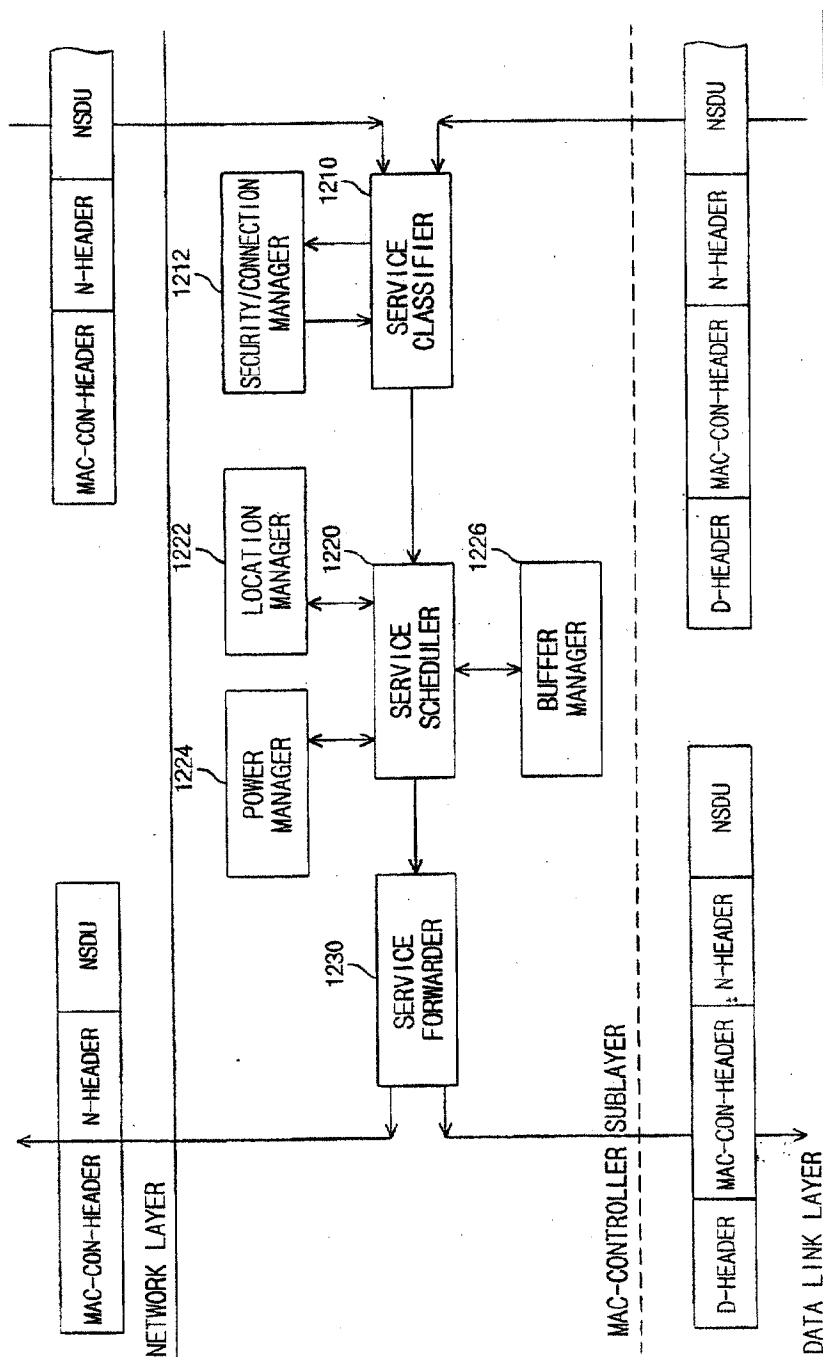 MAC-CON-HEADER N-HEADER NSDU
MAC-CON-HEADER N-HEADER NSDU
NETWORK LAYER
1224
POWER
MANAGER
1222
LOCATION
MANAGER
1212
SECURITY/CONNECTION
MANAGER
1230
SERVICE
FORWARDER
1220
SERVICE
SCHEDULER
1210
SERVICE
CLASSIFIER
1226
BUFFER
MANAGER
MAC-CONTROLLER SUBLAYER
D-HEADER MAC-CON-HEADER N-HEADER NSDU
D-HEADER MAC-CON-HEADER N-HEADER NSDU
DATA LINK LAYER